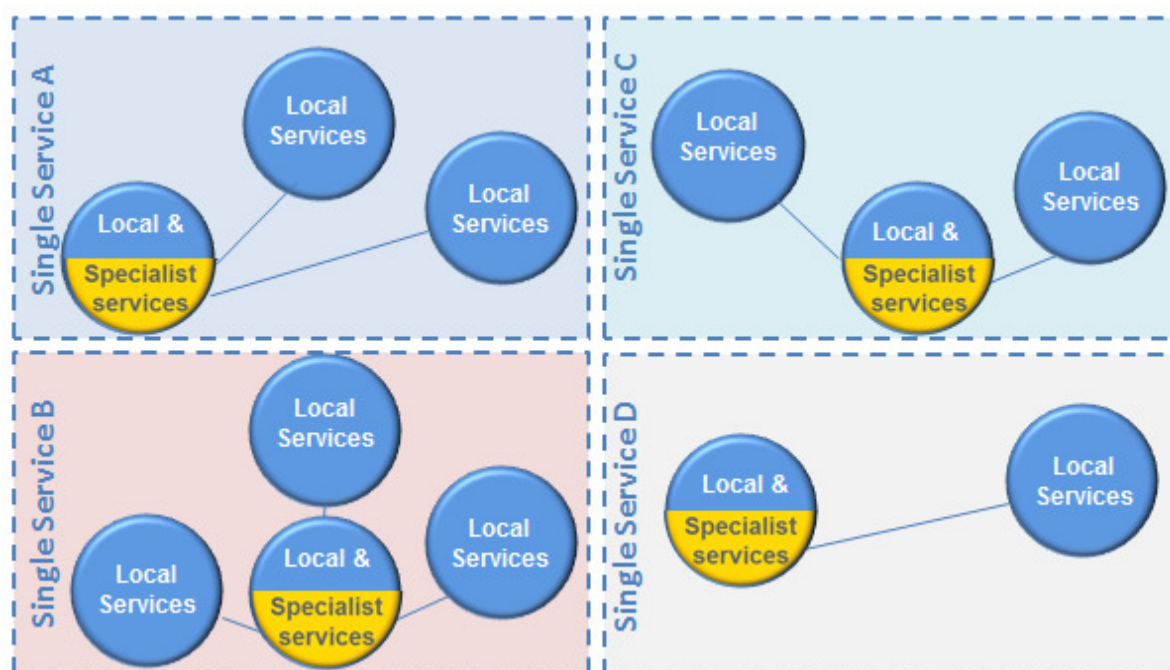 Single Service A
Local
Services
Local
Services
Local &
Specialist
services
Single Service C
Local
Services
Local
Services
Local &
Specialist
services
Single Service B
Local
Services
Local
Services
Local
Services
Local &
Specialist
services
Single Service D
Local &
Specialist
services
Local
Services